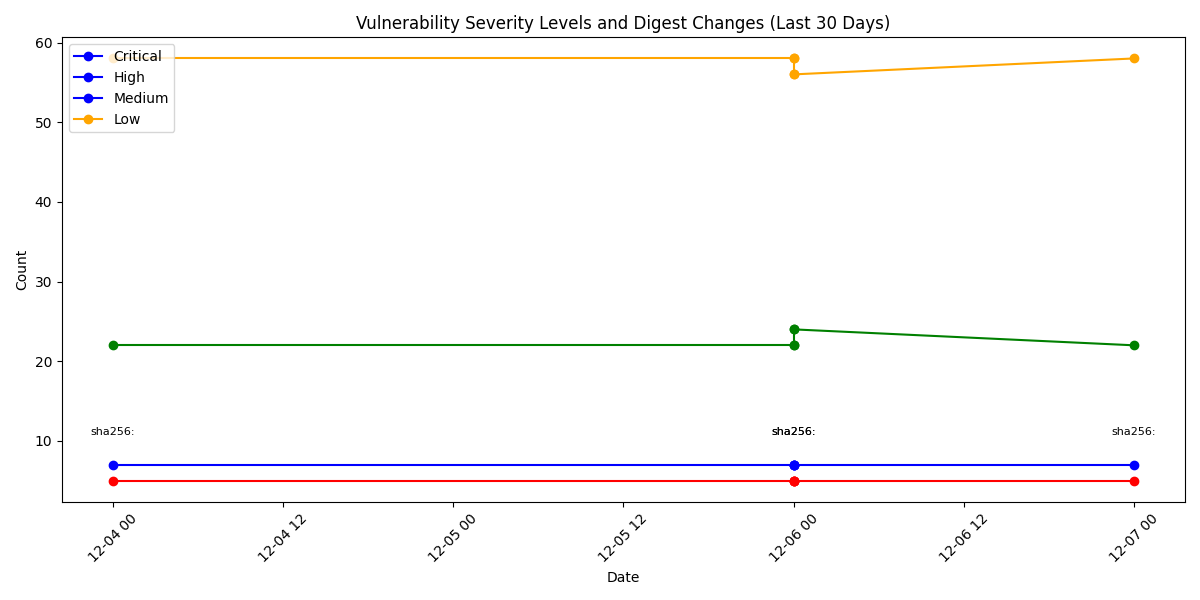 Vulnerability Severity Levels and Digest Changes (Last 30 Days)
Critical
High
Medium
Low
60
50
40
30
20
10
Count
sha256:
sha256:
sha256:
12-04 00
12-04 12
12-05 00
12-05 12
12-06 00
12-06 12
12-07 00
Date